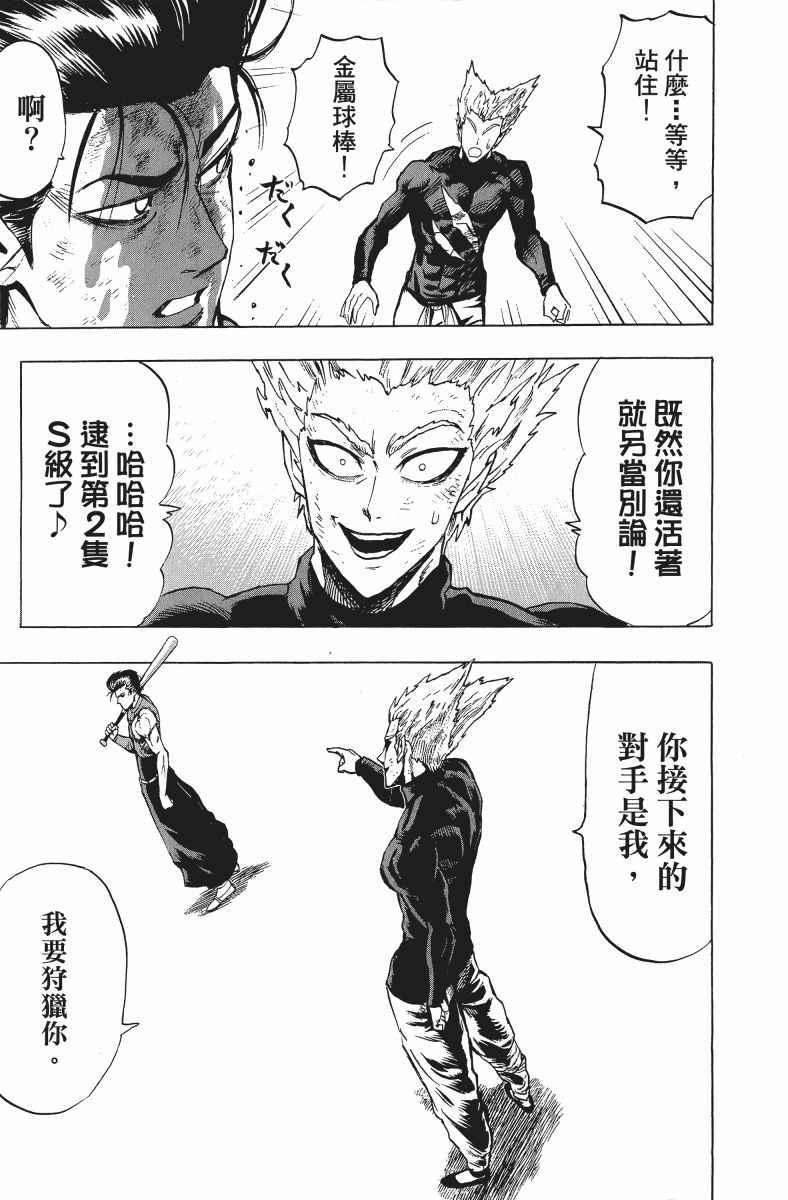 什麼…等等，
站住！
金屬球棒！
だくだく
啊？
既然你還活著
就另當別論！
…哈哈哈！
逮到第2隻
S級了♪
你接下來的
對手是我，
我要狩獵你。